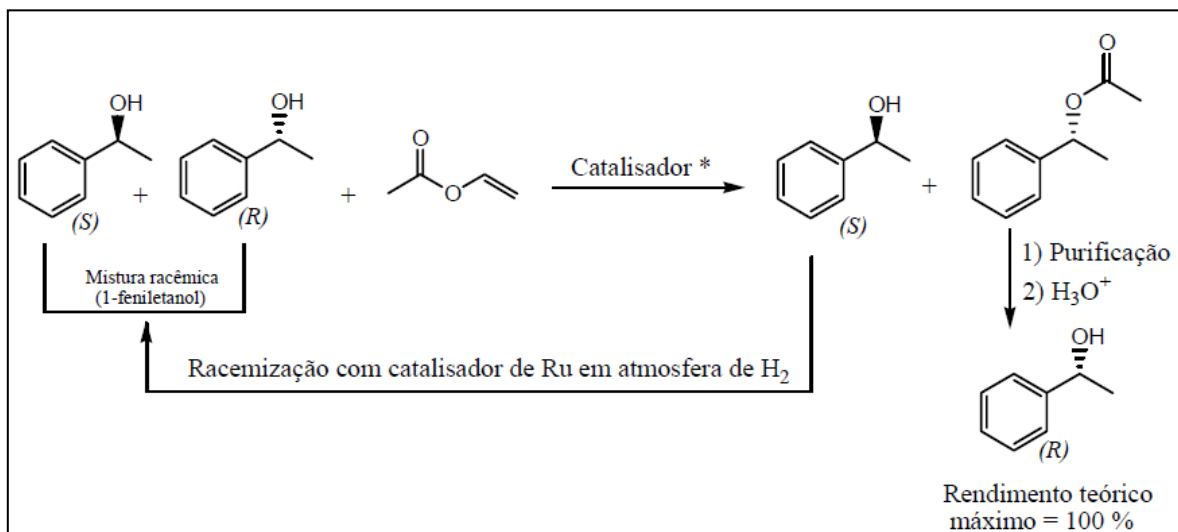 OH
OH
O
O
(S)
+
(R)
+
Catalisador *
OH
(S)
+
O
O
Mistura racêmica
(1-feniletanol)
1) Purificação
2) H₃O⁺
Racemização com catalisador de Ru em atmosfera de H₂
OH
(R)
Rendimento teórico
máximo = 100 %